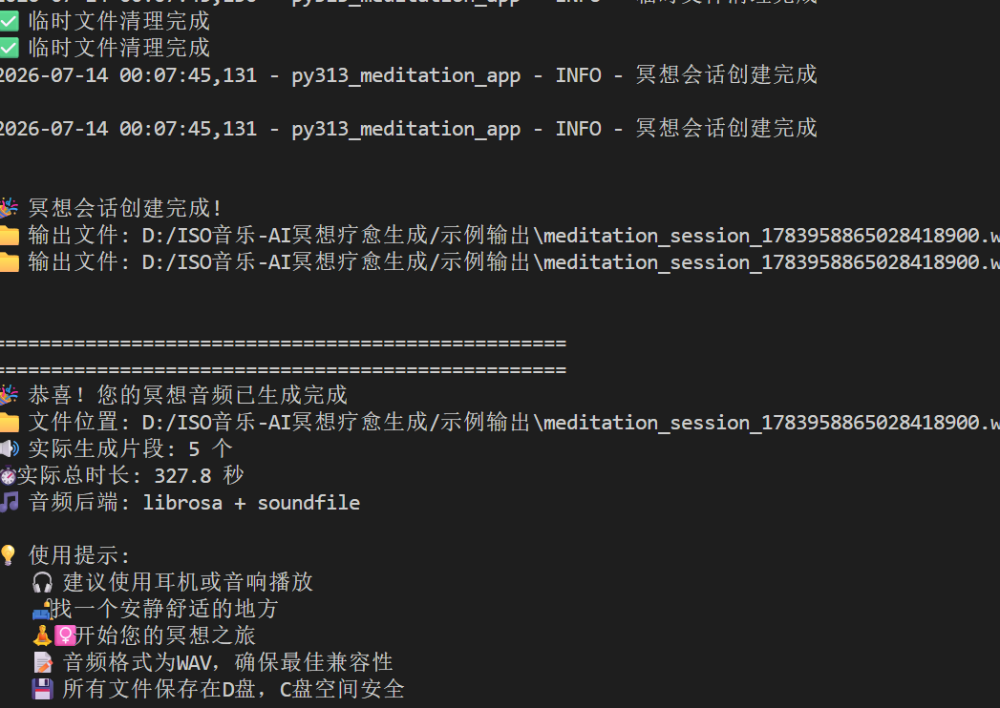 ✅ 临时文件清理完成
✅ 临时文件清理完成
2026-07-14 00:07:45,131 - py313_meditation_app - INFO - 冥想会话创建完成
2026-07-14 00:07:45,131 - py313_meditation_app - INFO - 冥想会话创建完成
🎉 冥想会话创建完成!
📁 输出文件: D:/ISO音乐-AI冥想疗愈生成/示例输出\meditation_session_1783958865028418900.w
📁 输出文件: D:/ISO音乐-AI冥想疗愈生成/示例输出\meditation_session_1783958865028418900.w
==================================================
==================================================
🎉 恭喜! 您的冥想音频已生成完成
📁 文件位置: D:/ISO音乐-AI冥想疗愈生成/示例输出\meditation_session_1783958865028418900.w
🔊 实际生成片段: 5 个
⏱️实际总时长: 327.8 秒
🎵 音频后端: librosa + soundfile
💡 使用提示:
🎧 建议使用耳机或音响播放
🛋️找一个安静舒适的地方
🧘‍♀️开始您的冥想之旅
📝 音频格式为WAV, 确保最佳兼容性
💾 所有文件保存在D盘, C盘空间安全